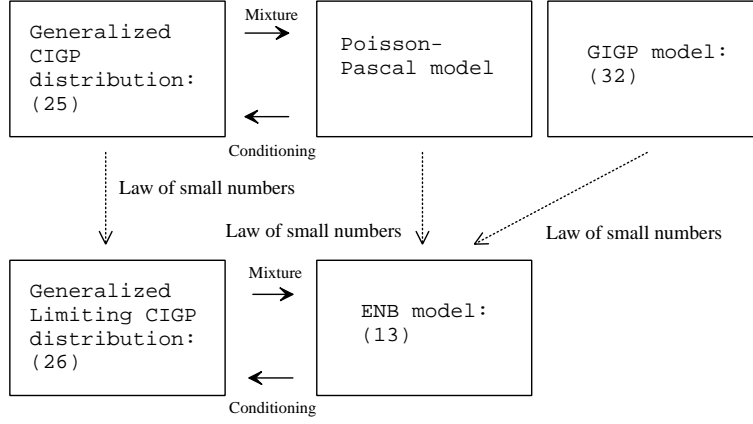 Generalized
CIGP
distribution:
(25)
Mixture
Conditioning
Poisson-
Pascal model
GIGP model:
(32)
Law of small numbers
Law of small numbers
Law of small numbers
Generalized
Limiting CIGP
distribution:
(26)
Mixture
Conditioning
ENB model:
(13)